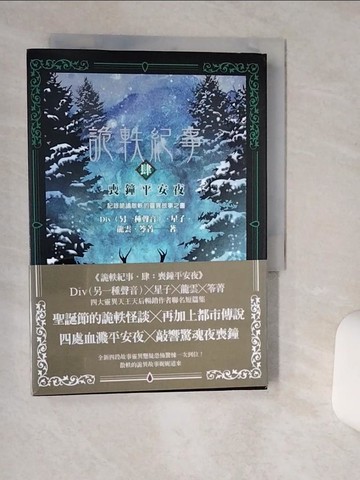 詭軼紀事
肆
喪鐘平安夜
Div（另一種聲音）、星子
龍雲、笭菁 著
《詭軼紀事・肆：喪鐘平安夜》
Div（另一種聲音）╳星子╳龍雲╳笭菁
四大靈異天王天后暢銷作者聯名短篇集
聖誕節的詭軼怪談╳再加上都市傳說
四處血濺平安夜╳敲響驚魂夜喪鐘